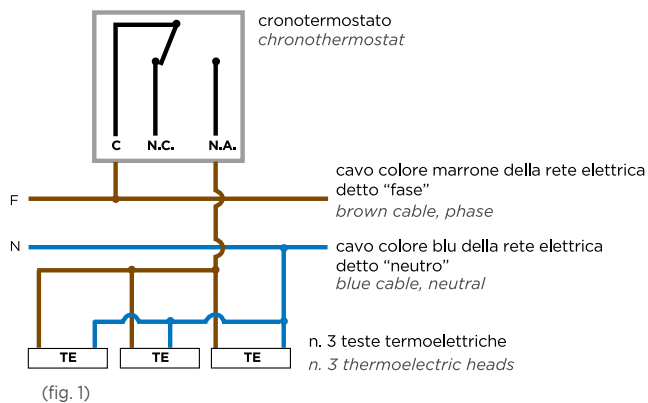 cronotermostato
chronothermostat
C N.C. N.A.
cavo colore marrone della rete elettrica
detto “fase”
brown cable, phase
F
N
cavo colore blu della rete elettrica
detto “neutro”
blue cable, neutral
n. 3 teste termoelettriche
n. 3 thermoelectric heads
TE TE TE
(fig. 1)